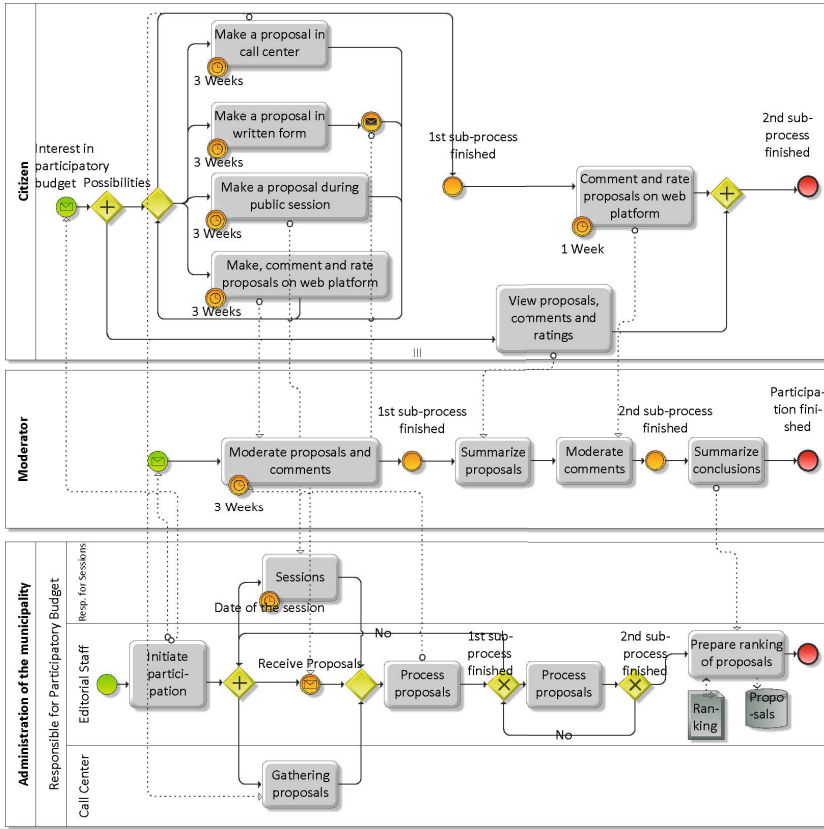 Citizen
Make a proposal in
call center
3 Weeks
Make a proposal in
written form
3 Weeks
Interest in
participatory
budget
Possibilities
Make a proposal during
public session
3 Weeks
Make, comment and rate
proposals on web platform
3 Weeks
1st sub-process
finished
Comment and rate
proposals on web
platform
1 Week
2nd sub-
process
finished
View proposals,
comments and
ratings
Moderator
Moderate proposals and
comments
3 Weeks
1st sub-process
finished
Summarize
proposals
Moderate
comments
2nd sub-process
finished
Summarize
conclusions
Participa-
tion fini-
shed
Administration of the municipality
Responsible for Participatory Budget
Resp. for Sessions
Sessions
Date of the session
Editorial Staff
Initiate
partici-
pation
Receive Proposals
No
Process
proposals
1st sub-
process
finished
Process
proposals
No
2nd sub-
process
finished
Prepare ranking
of proposals
Ran-
king
Propo
-sals
Call Center
Gathering
proposals